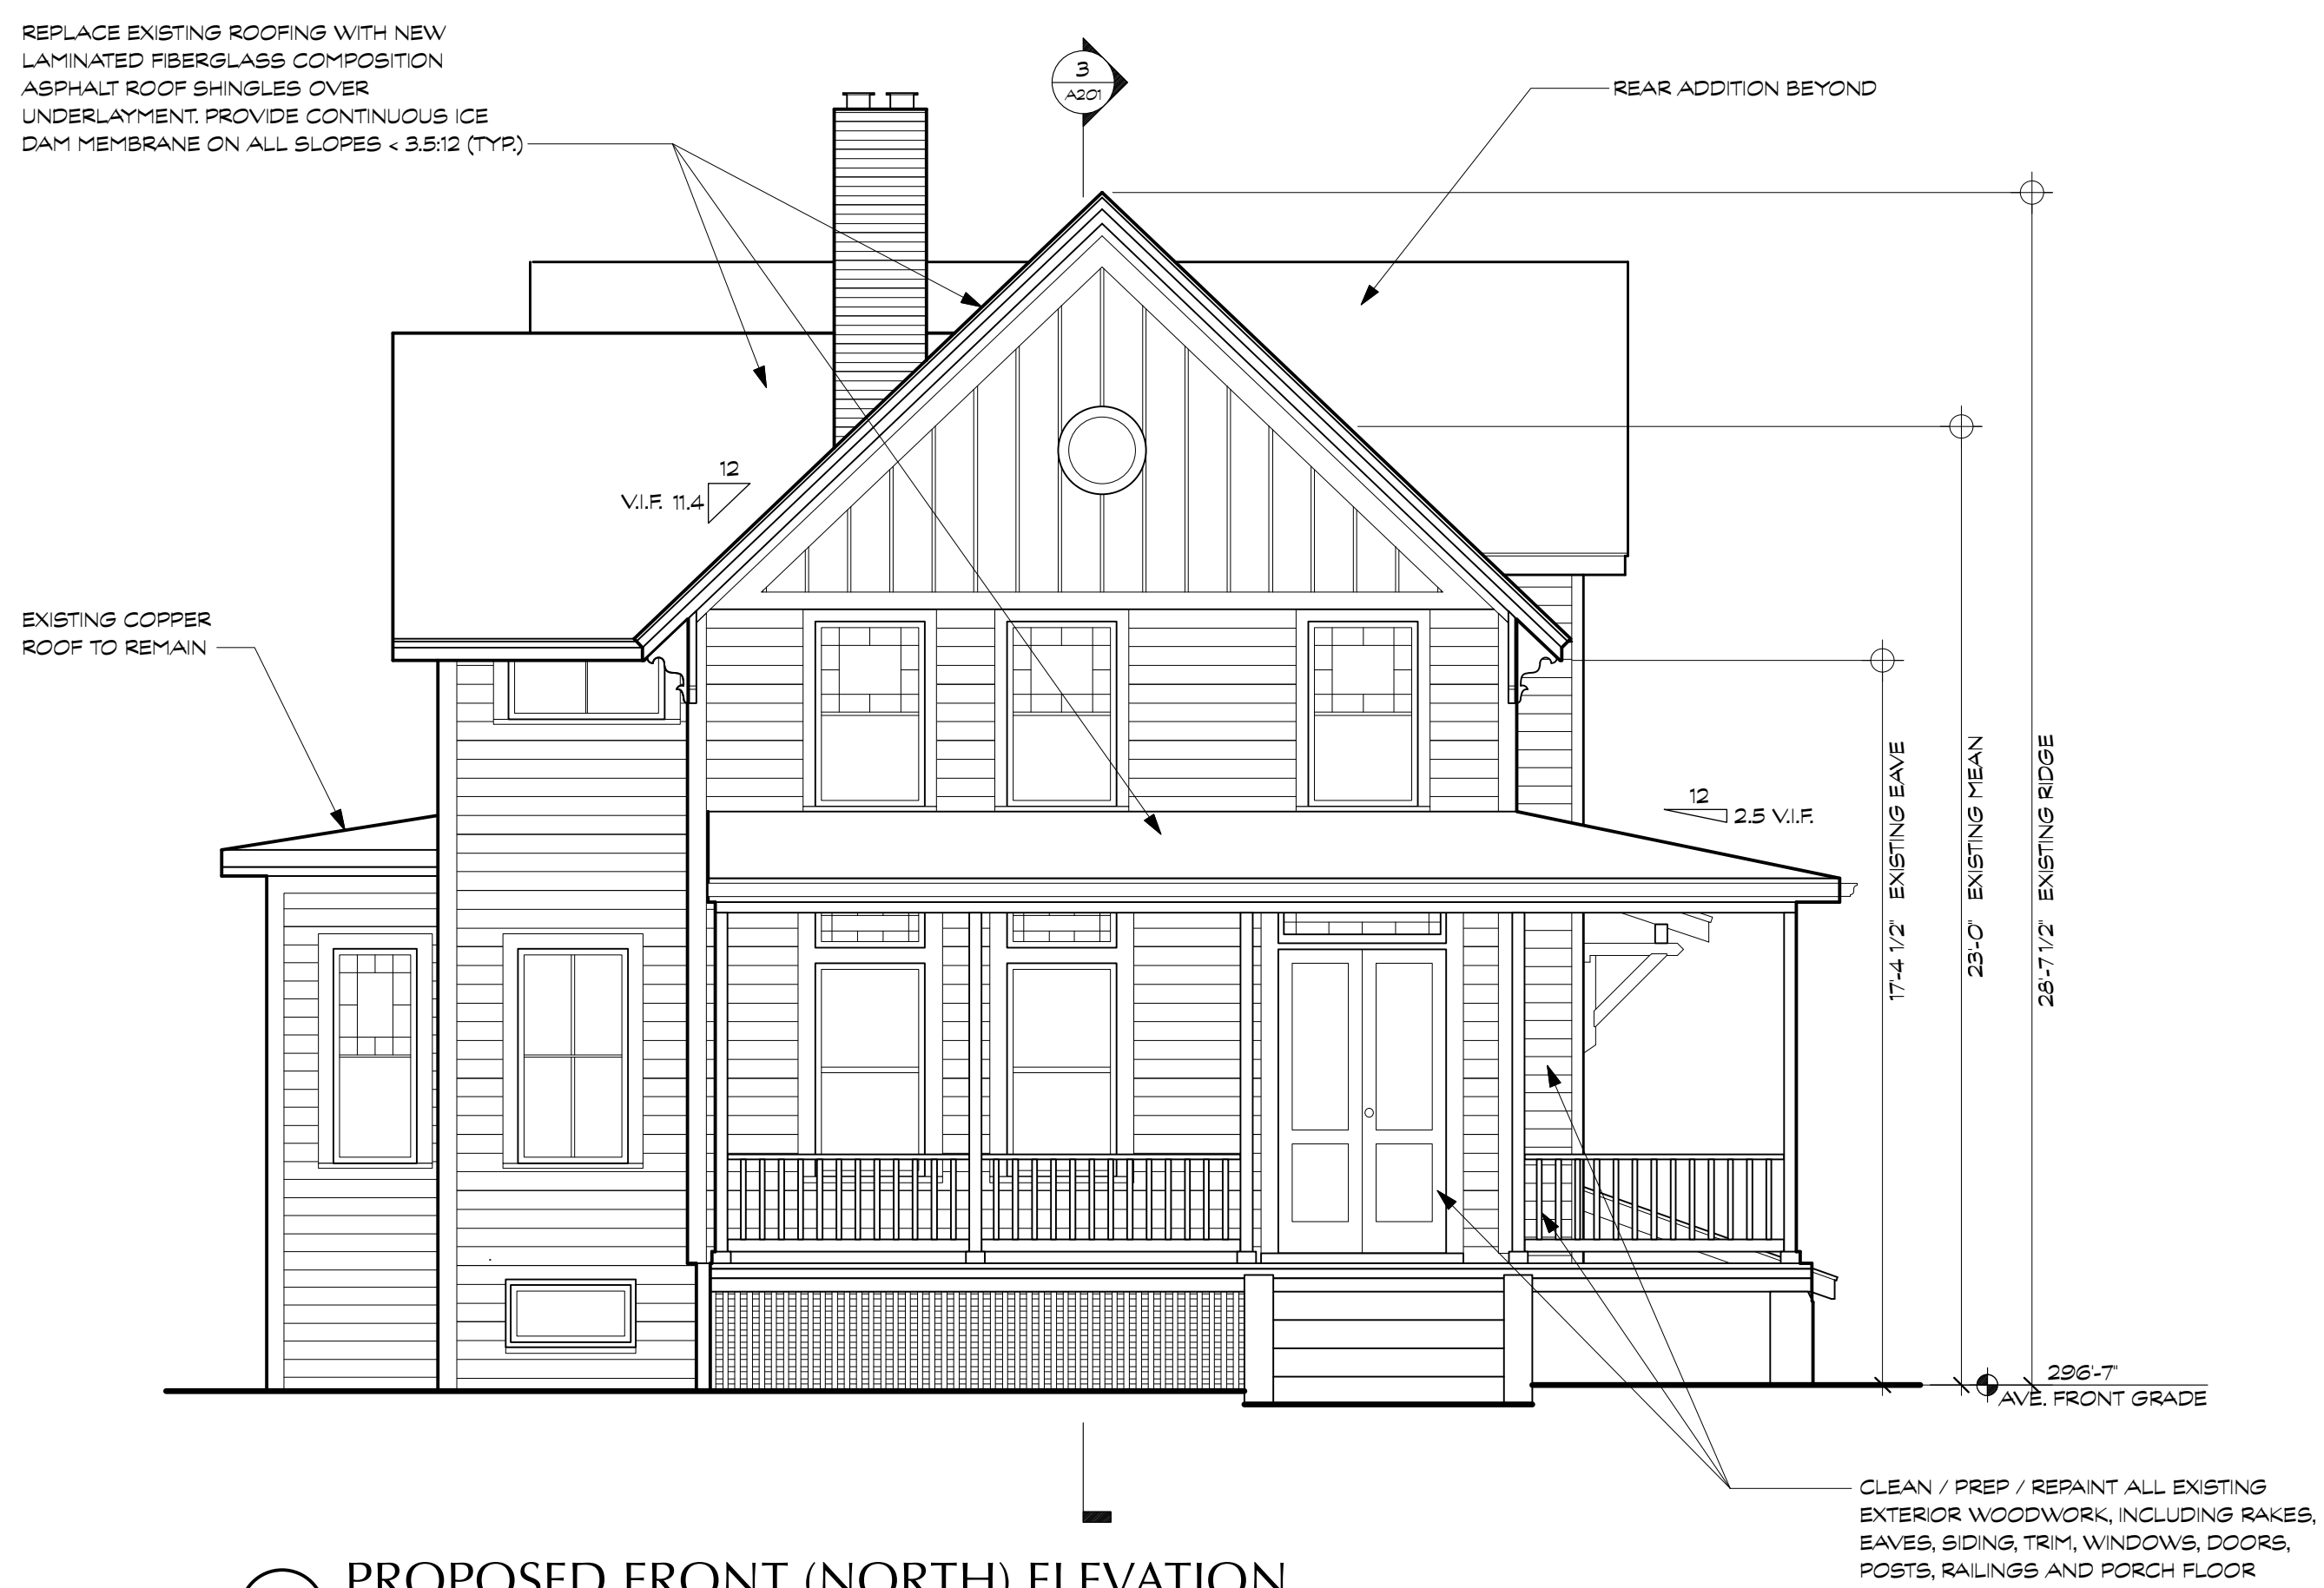 REPLACE EXISTING ROOFING WITH NEW
LAMINATED FIBERGLASS COMPOSITION
ASPHALT ROOF SHINGLES OVER
UNDERLAYMENT. PROVIDE CONTINUOUS ICE
DAM MEMBRANE ON ALL SLOPES < 3.5:12 (TYP.)
3
A201
REAR ADDITION BEYOND
12
V.I.F. 11.4
EXISTING COPPER
ROOF TO REMAIN
12
2.5 V.I.F.
17'-4 1/2" EXISTING EAVE
23'-0" EXISTING MEAN
28'-7 1/2" EXISTING RIDGE
296'-7"
AVE. FRONT GRADE
CLEAN / PREP / REPAINT ALL EXISTING
EXTERIOR WOODWORK, INCLUDING RAKES,
EAVES, SIDING, TRIM, WINDOWS, DOORS,
POSTS, RAILINGS AND PORCH FLOOR
PROPOSED FRONT (NORTH) ELEVATION